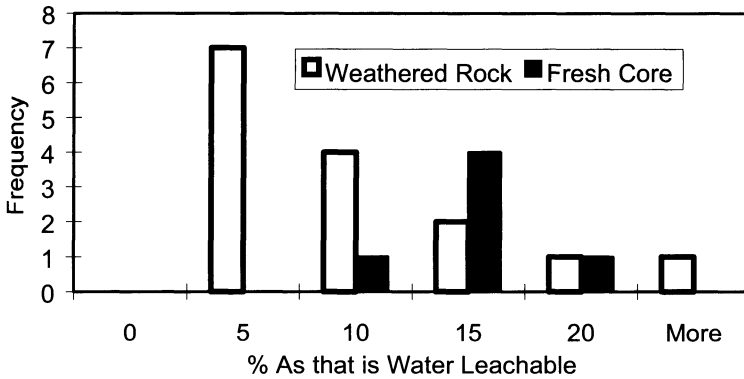 8
7
6
5
4
3
2
1
0
Frequency
Weathered Rock Fresh Core
0 5 10 15 20 More
% As that is Water Leachable